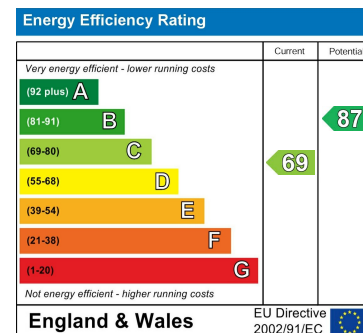 Energy Efficiency Rating
Current Potential
Very energy efficient - lower running costs
(92 plus) A
(81-91) B
87
(69-80) C
69
(55-68) D
(39-54) E
(21-38) F
(1-20) G
Not energy efficient - higher running costs
England & Wales
EU Directive
2002/91/EC